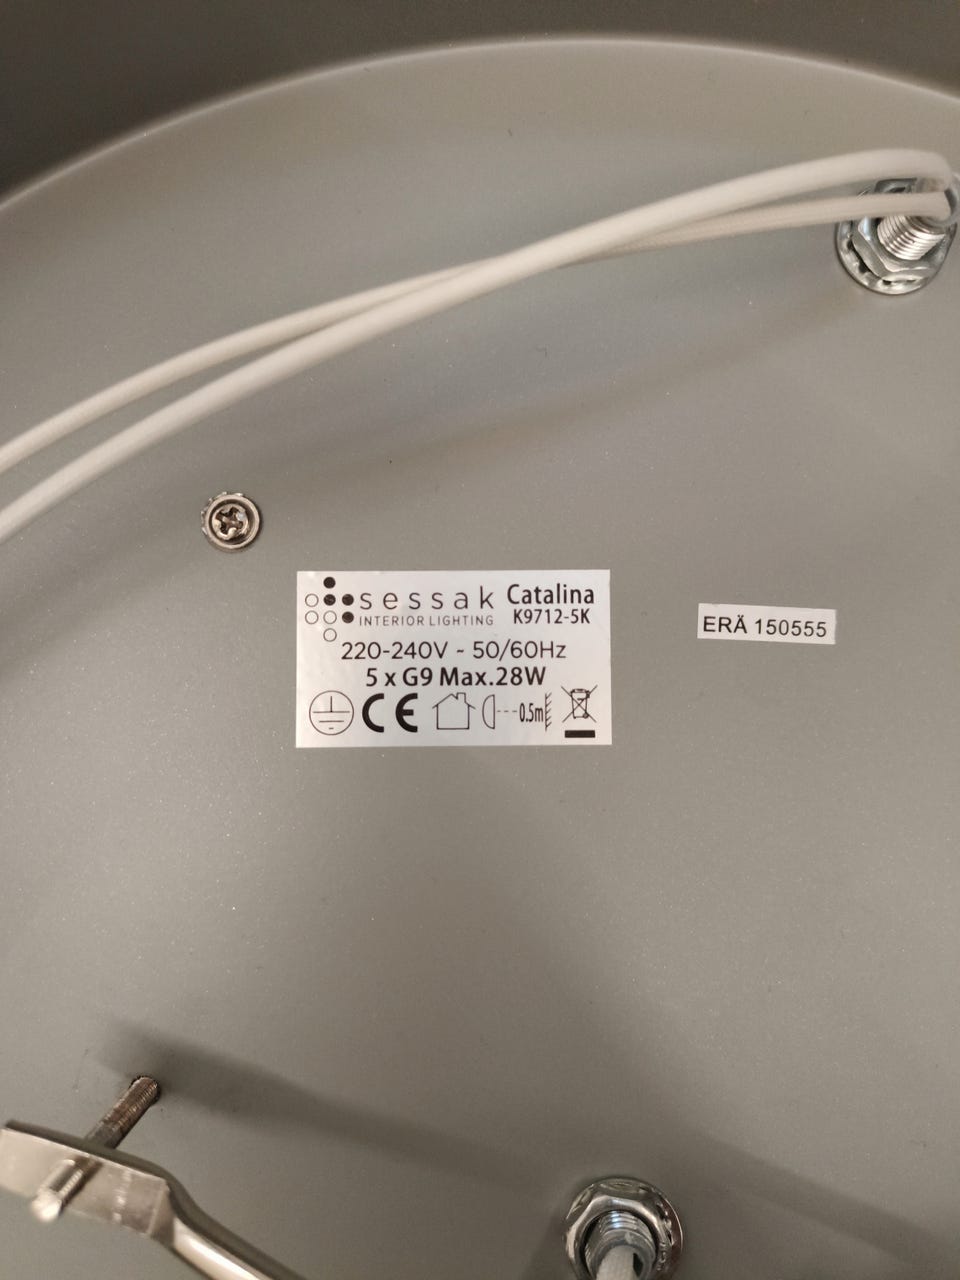 sessak
INTERIOR LIGHTING
Catalina
K9712-5K
220-240V ~ 50/60Hz
5 x G9 Max.28W
CE
0.5m
ERÄ 150555